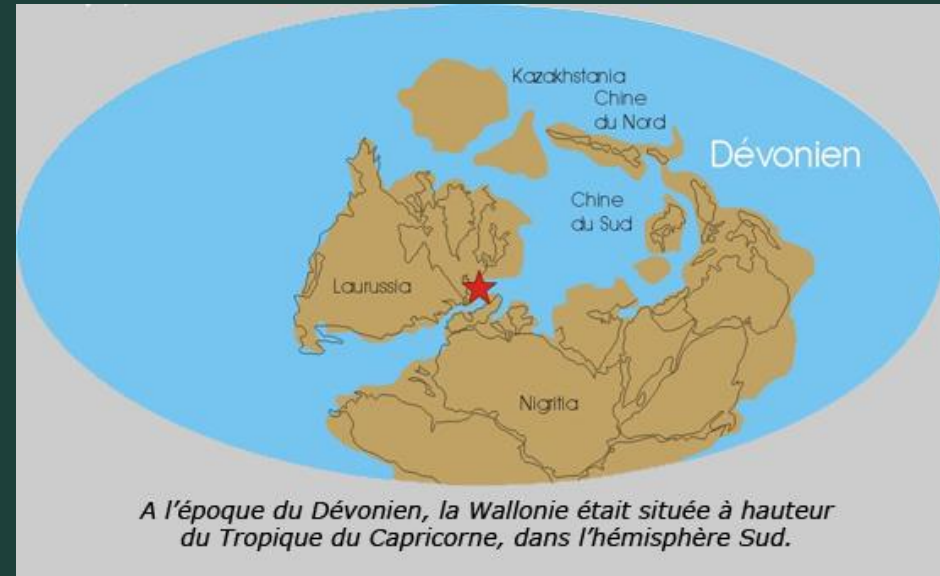 Kazakhstania
Chine
du Nord
Dévonien
Chine
du Sud
Laurussia
Nigritia
A l'époque du Dévonien, la Wallonie était située à hauteur
du Tropique du Capricorne, dans l'hémisphère Sud.